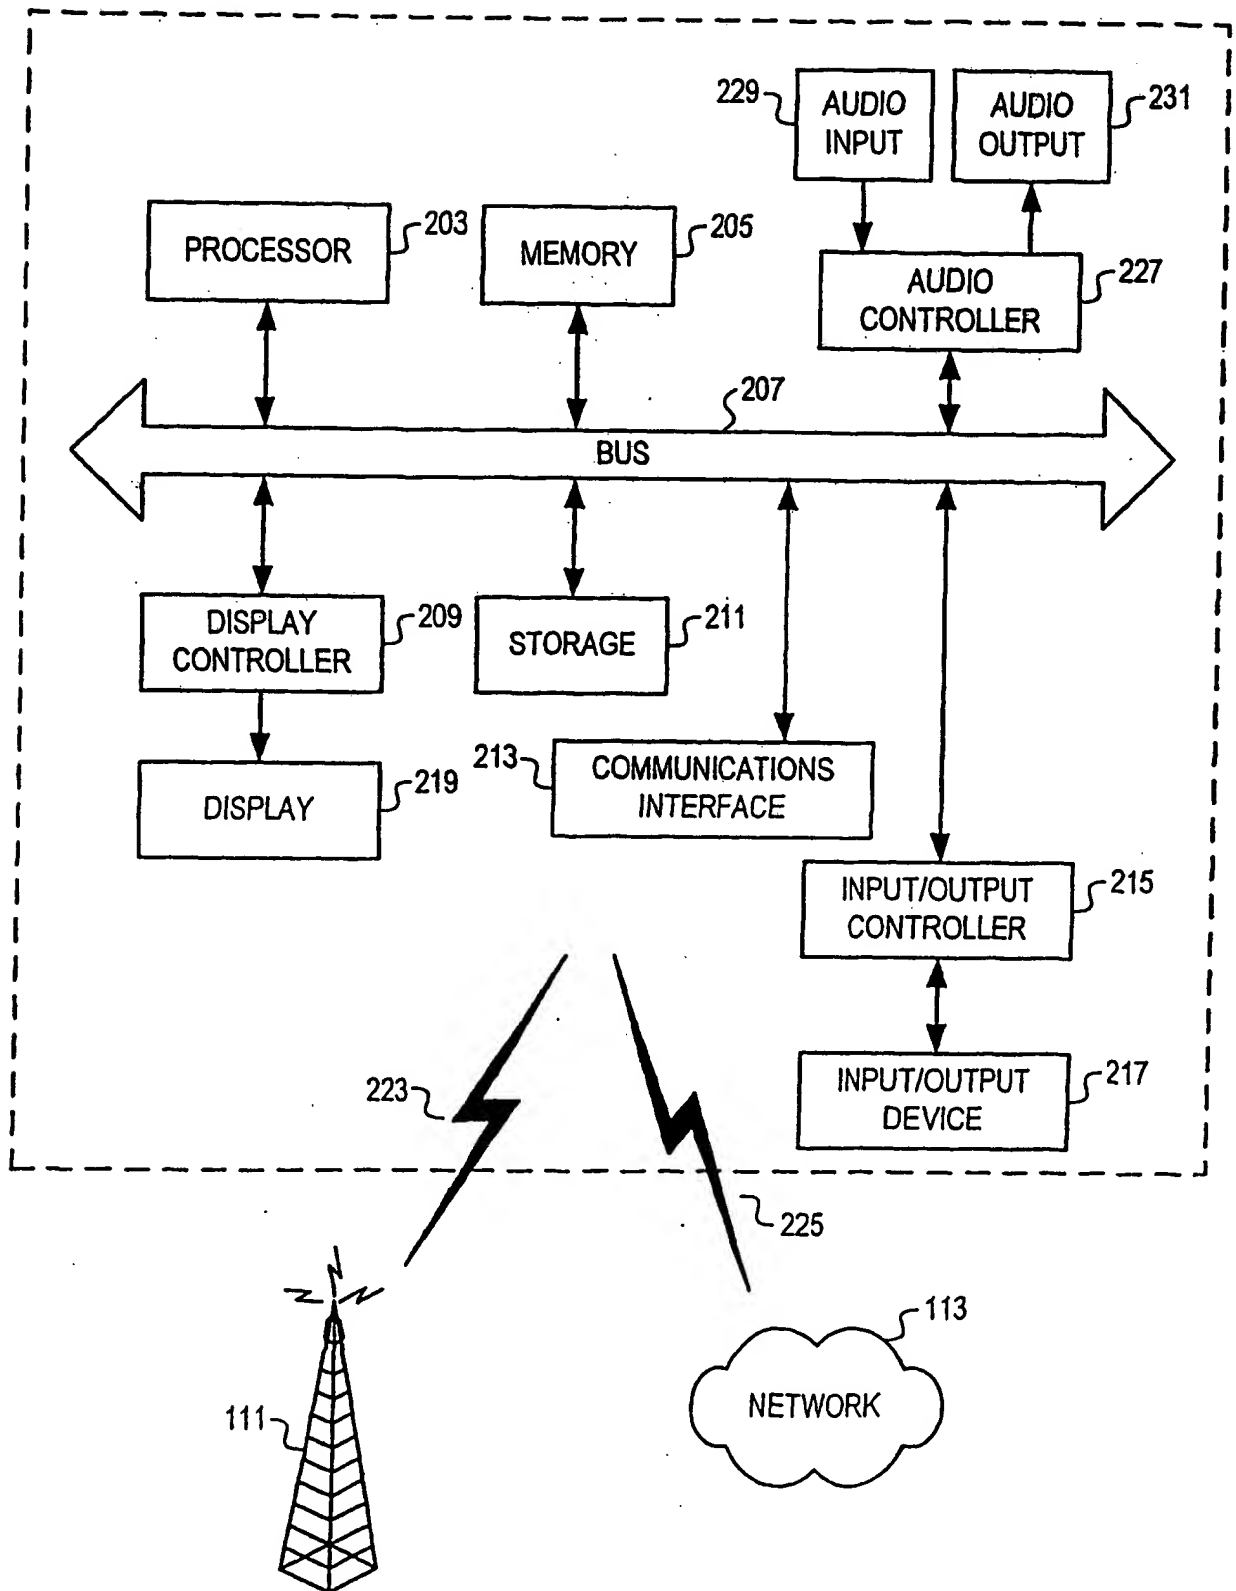 229
AUDIO
INPUT
AUDIO
OUTPUT
231
PROCESSOR
203
MEMORY
205
AUDIO
CONTROLLER
227
207
BUS
DISPLAY
CONTROLLER
209
STORAGE
211
213
COMMUNICATIONS
INTERFACE
DISPLAY
219
INPUT/OUTPUT
CONTROLLER
215
223
INPUT/OUTPUT
DEVICE
217
225
113
NETWORK
111